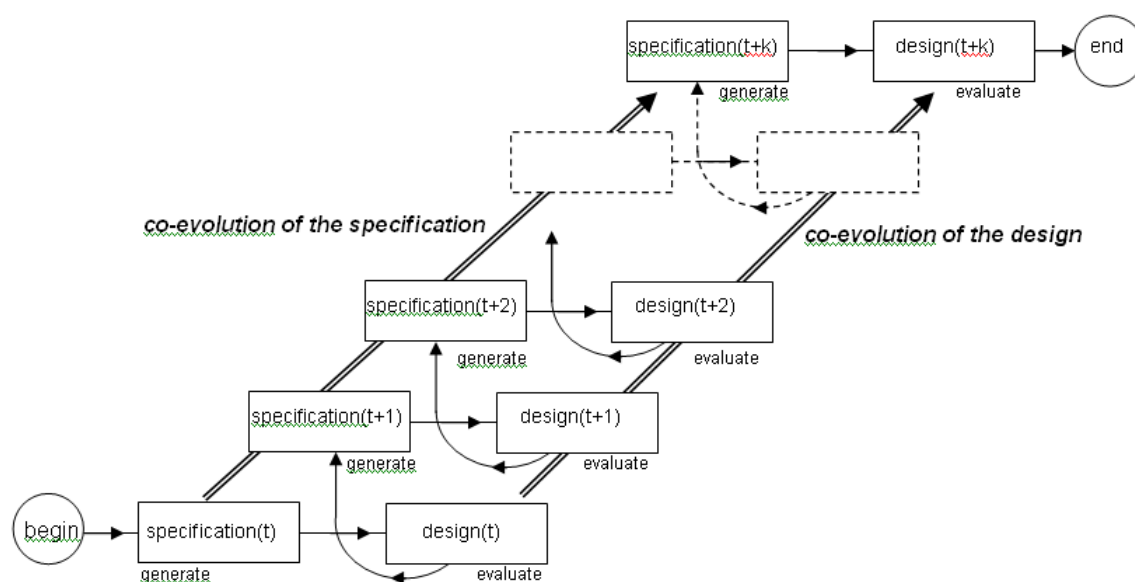 specification(t+k)
design(t+k)
end
generate
evaluate
co-evolution of the specification
co-evolution of the design
specification(t+2)
design(t+2)
generate
evaluate
specification(t+1)
design(t+1)
generate
evaluate
begin
specification(t)
design(t)
generate
evaluate